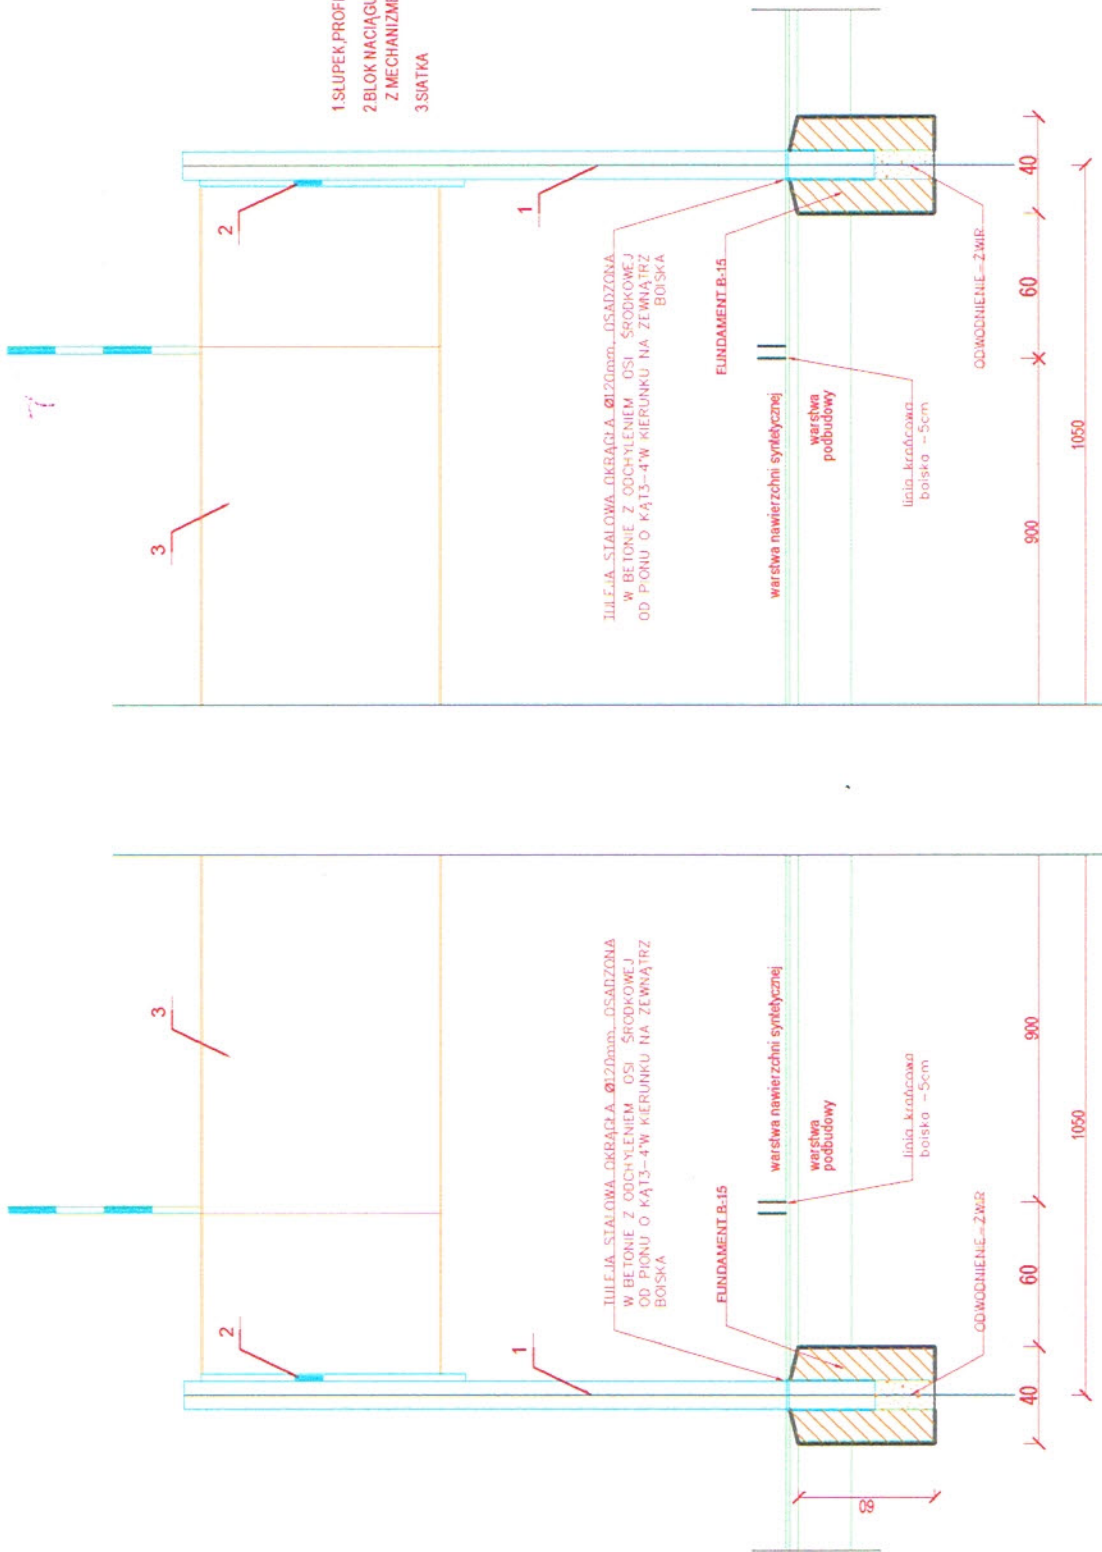 1.SŁUPEK,PROFI
2.BLOK NACIĄGU
Z MECHANIZME
3.SIATKA
3
2
1
TULEJA STALOWA OKRĄGŁA Ø120mm, OSADZONA
W BETONIE Z ODCHYLENIEM OSI ŚRODKOWEJ
OD PIONU O KĄT3-4°W KIERUNKU NA ZEWNĄTRZ
BOISKA
FUNDAMENT B-15
warstwa nawierzchni syntetycznej
warstwa
podbudowy
linia krańcowa
boiska -5cm
ODWODNIENIE-ŻWIR
40
60
900
1050
2
3
1
TULEJA STALOWA OKRĄGŁA Ø120mm, OSADZONA
W BETONIE Z ODCHYLENIEM OSI ŚRODKOWEJ
OD PIONU O KĄT3-4°W KIERUNKU NA ZEWNĄTRZ
BOISKA
FUNDAMENT B-15
warstwa nawierzchni syntetycznej
warstwa
podbudowy
linia krańcowa
boiska -5cm
ODWODNIENIE-ŻWIR
900
60
40
1050